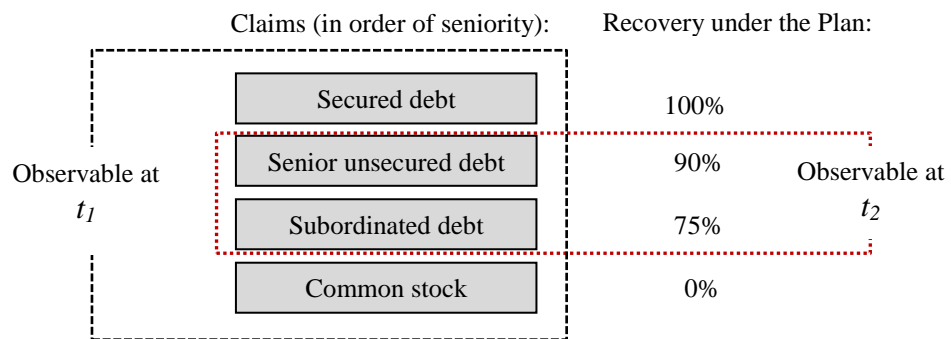 Claims (in order of seniority): Recovery under the Plan:
Secured debt 100%
Senior unsecured debt 90%
Observable at
t1
Observable at
t2
Subordinated debt 75%
Common stock 0%